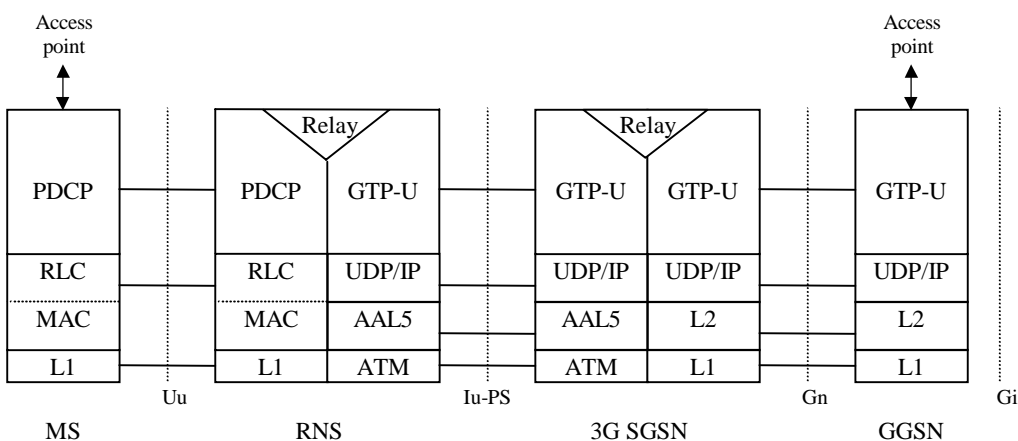 Access
point
Access
point
Relay
Relay
PDCP
PDCP
GTP-U
GTP-U
GTP-U
GTP-U
RLC
RLC
UDP/IP
UDP/IP
UDP/IP
UDP/IP
MAC
MAC
AAL5
AAL5
L2
L2
L1
L1
ATM
ATM
L1
L1
Uu
Iu-PS
Gn
Gi
MS
RNS
3G SGSN
GGSN